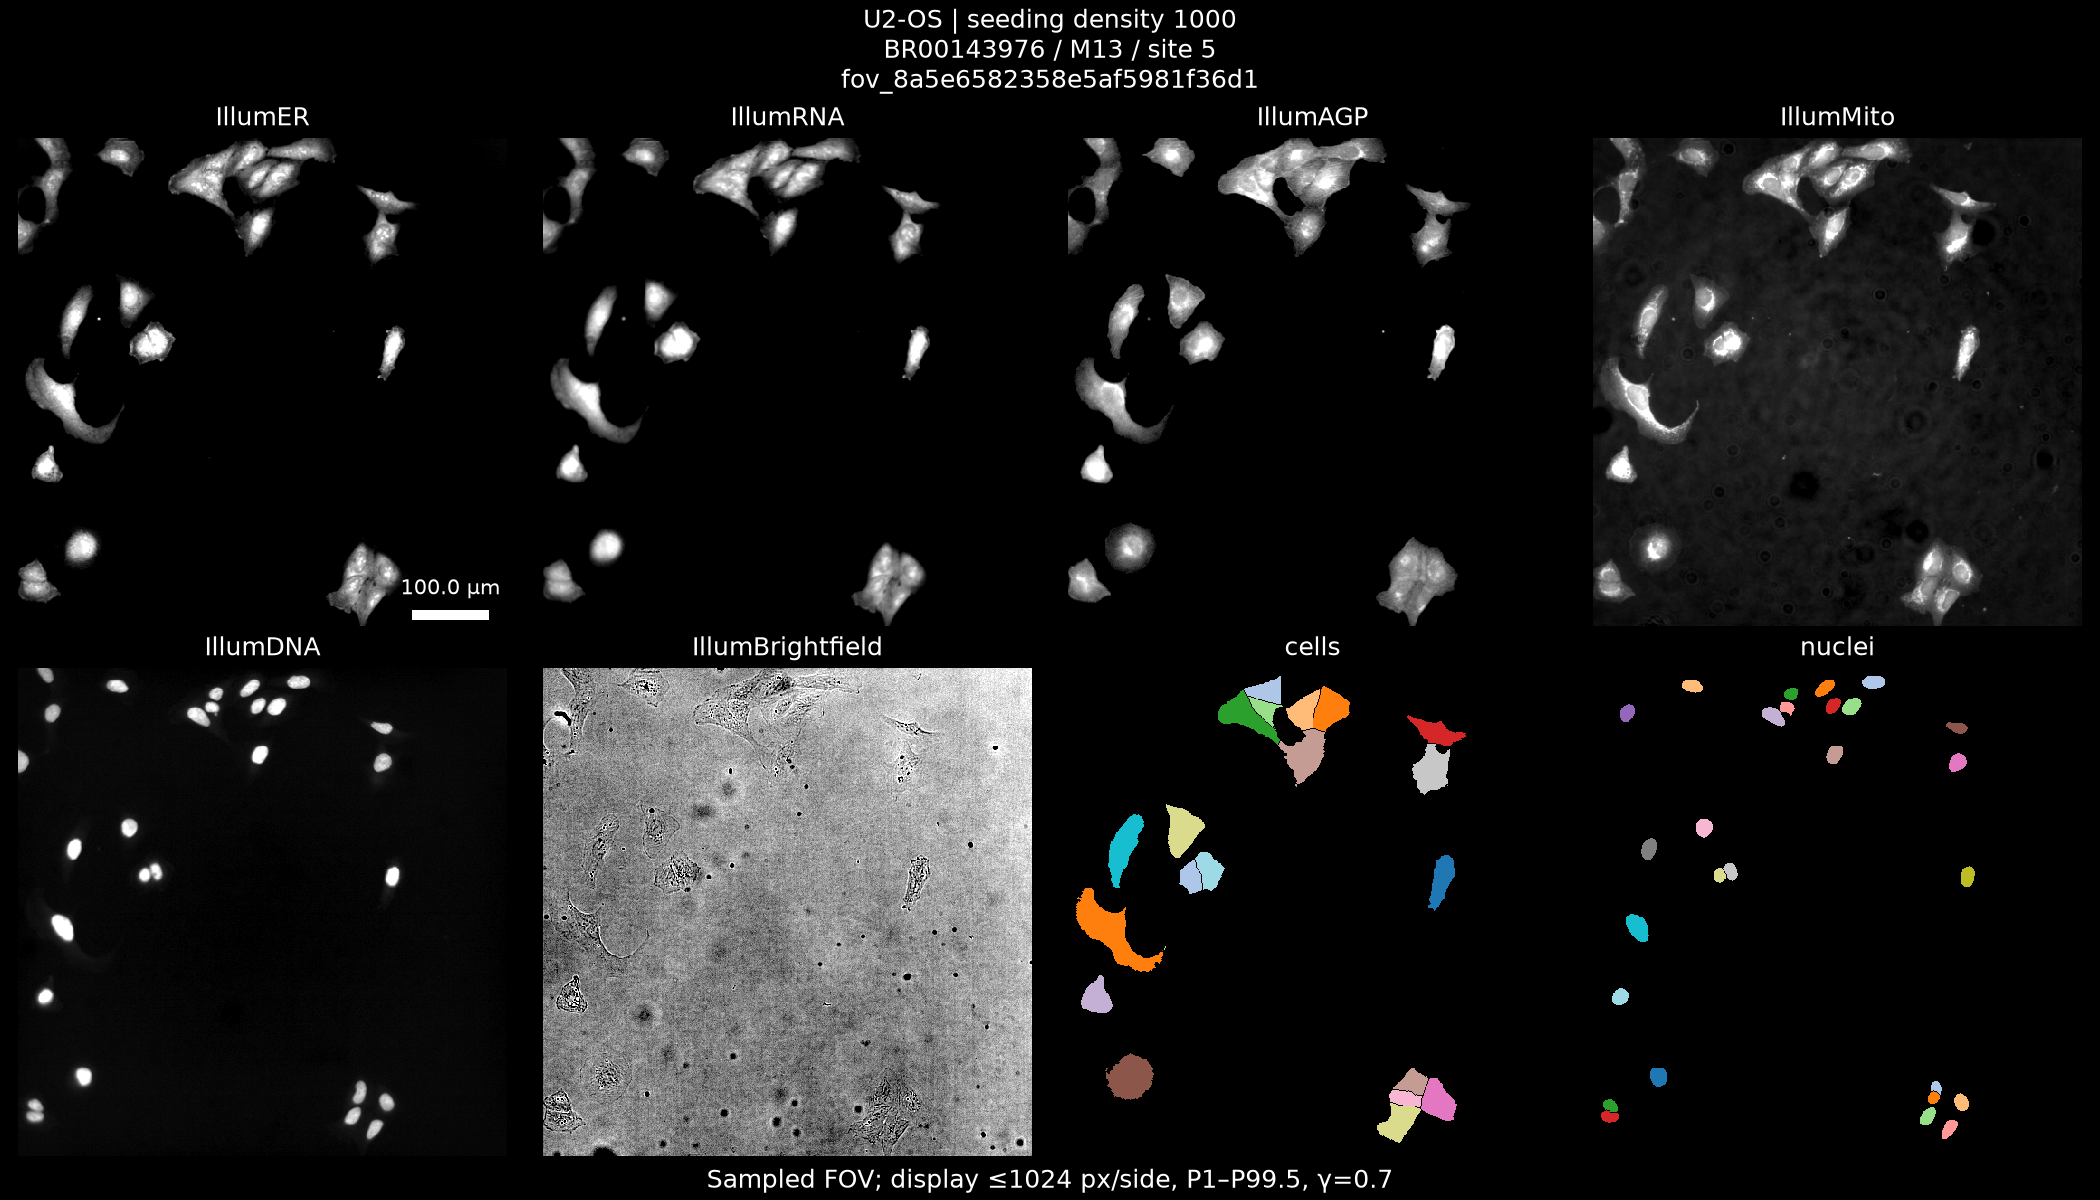 U2-OS | seeding density 1000
BR00143976 / M13 / site 5
fov_8a5e6582358e5af5981f36d1
IllumER
IllumRNA
IllumAGP
IllumMito
100.0 µm
IllumDNA
IllumBrightfield
cells
nuclei
Sampled FOV; display ≤1024 px/side, P1–P99.5, γ=0.7